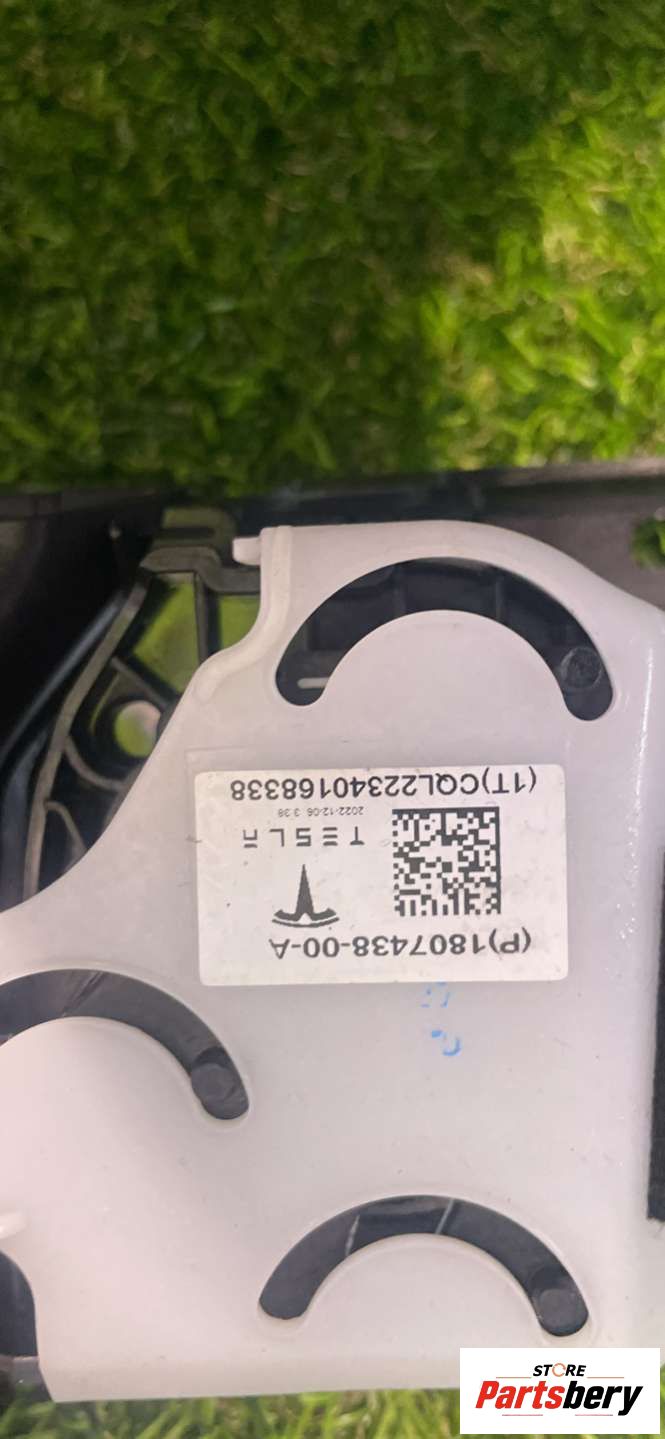 (P)1807438-00-A
TESLA
2022-12-06 3:38
(1T)CQL22340168338
STORE
Partsbery